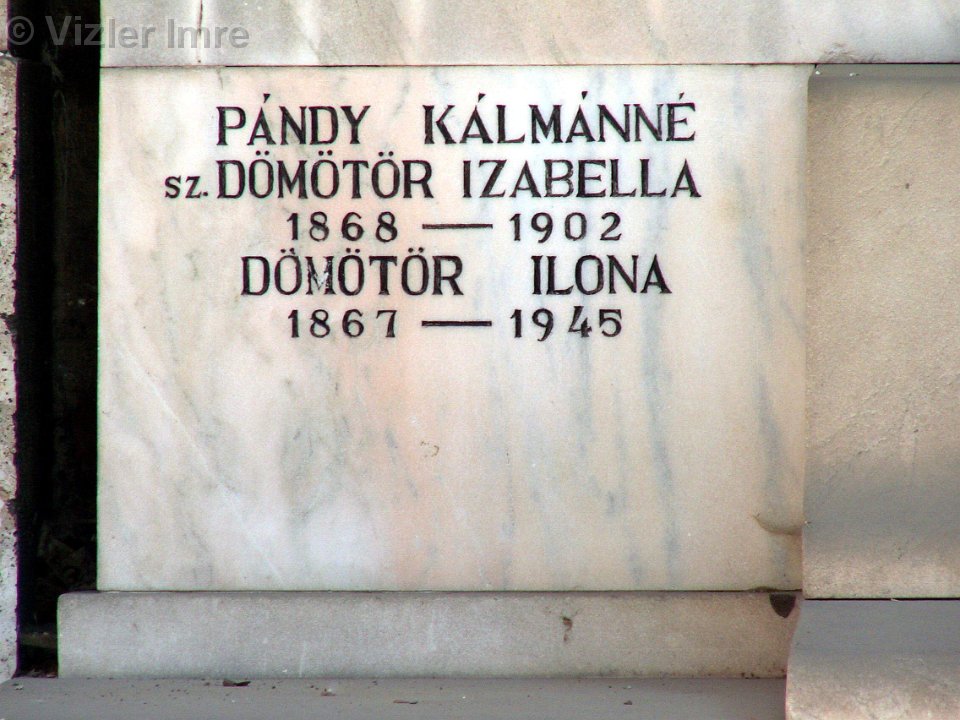 © Vizler Imre
PÁNDY KÁLMÁNNÉ
sz. DÖMÖTÖR IZABELLA
1868 — 1902
DÖMÖTÖR ILONA
1867 — 1945